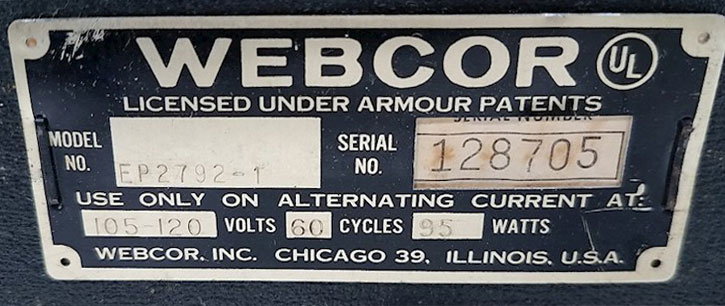 WEBCOR UL
LICENSED UNDER ARMOUR PATENTS
SERIAL NUMBER
MODEL NO. EP2792-1 SERIAL NO. 128705
USE ONLY ON ALTERNATING CURRENT AT:
105-120 VOLTS 60 CYCLES 95 WATTS
WEBCOR, INC. CHICAGO 39, ILLINOIS, U.S.A.